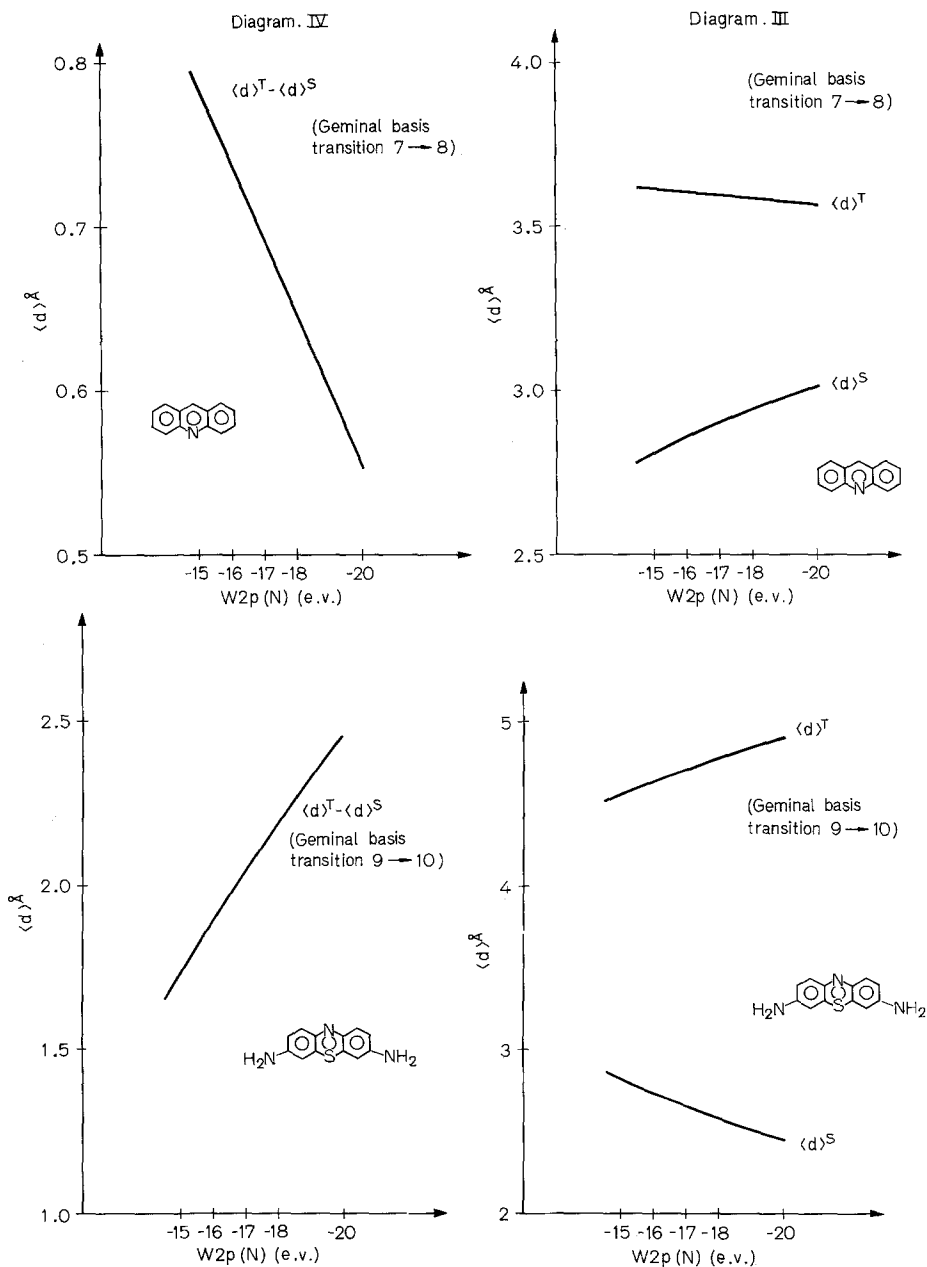 Diagram. IV
0.8
⟨d⟩T-⟨d⟩S
(Geminal basis
transition 7→8)
0.7
⟨d⟩Å
0.6
N
0.5
-15 -16 -17 -18 -20
W2p (N) (e.v.)
Diagram. III
4.0
(Geminal basis
transition 7→8)
⟨d⟩T
3.5
⟨d⟩Å
3.0
⟨d⟩S
N
2.5
-15 -16 -17 -18 -20
W2p (N) (e.v.)
2.5
⟨d⟩T-⟨d⟩S
(Geminal basis
transition 9→10)
2.0
⟨d⟩Å
1.5
N
H2N S NH2
1.0
-15 -16 -17 -18 -20
W2p (N) (e.v.)
5
⟨d⟩T
(Geminal basis
transition 9→10)
4
⟨d⟩Å
N
H2N S NH2
3
⟨d⟩S
2
-15 -16 -17 -18 -20
W2p (N) (e.v.)